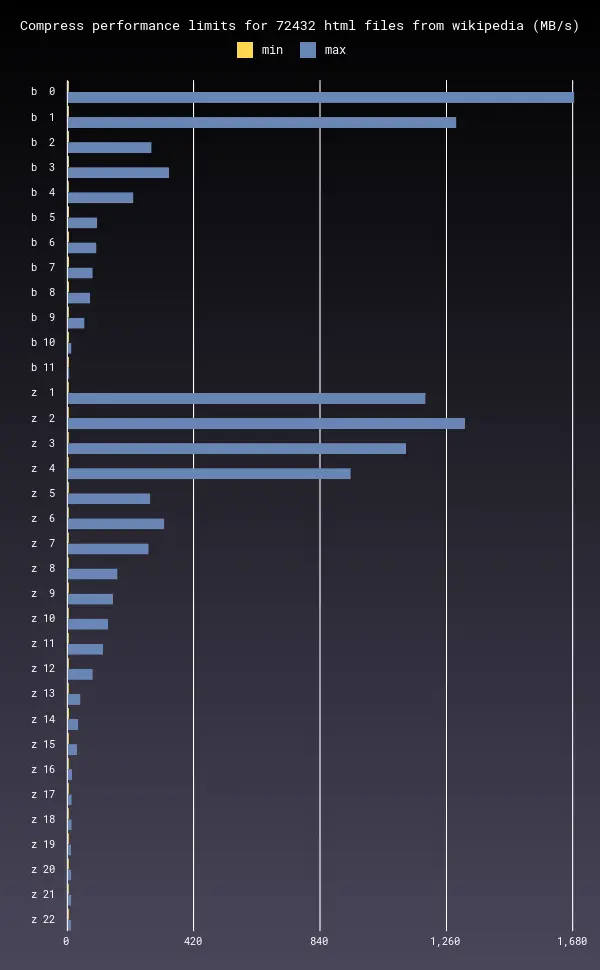 Compress performance limits for 72432 html files from wikipedia (MB/s)
min max
b 0
b 1
b 2
b 3
b 4
b 5
b 6
b 7
b 8
b 9
b 10
b 11
z 1
z 2
z 3
z 4
z 5
z 6
z 7
z 8
z 9
z 10
z 11
z 12
z 13
z 14
z 15
z 16
z 17
z 18
z 19
z 20
z 21
z 22
0 420 840 1,260 1,680